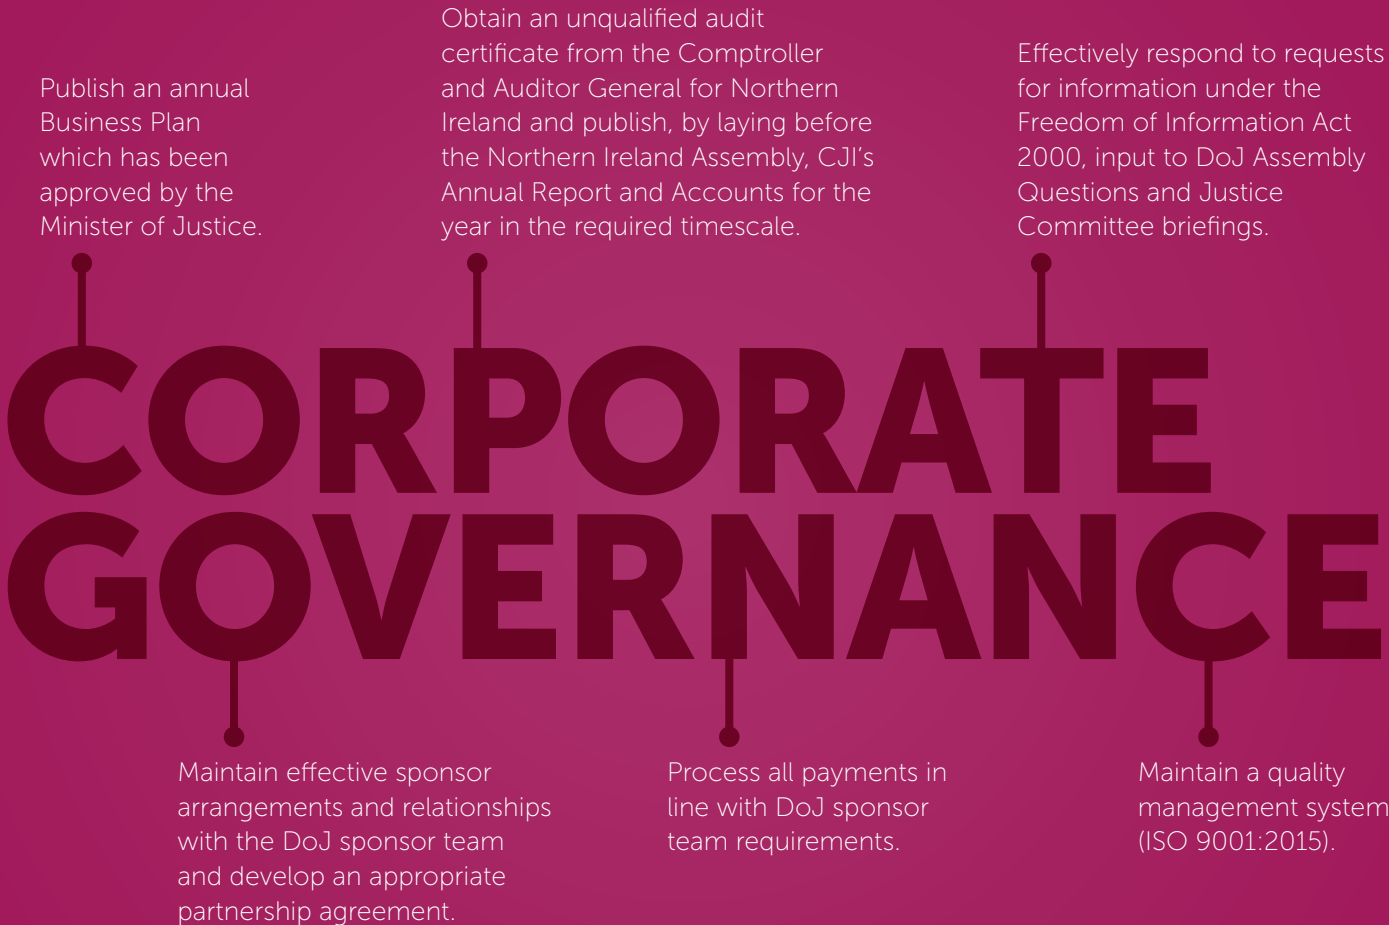 Publish an annual
Business Plan
which has been
approved by the
Minister of Justice.
Obtain an unqualified audit
certificate from the Comptroller
and Auditor General for Northern
Ireland and publish, by laying before
the Northern Ireland Assembly, CJI’s
Annual Report and Accounts for the
year in the required timescale.
Effectively respond to requests
for information under the
Freedom of Information Act
2000, input to DoJ Assembly
Questions and Justice
Committee briefings.
CORPORATE
GOVERNANCE
Maintain effective sponsor
arrangements and relationships
with the DoJ sponsor team
and develop an appropriate
partnership agreement.
Process all payments in
line with DoJ sponsor
team requirements.
Maintain a quality
management system
(ISO 9001:2015).